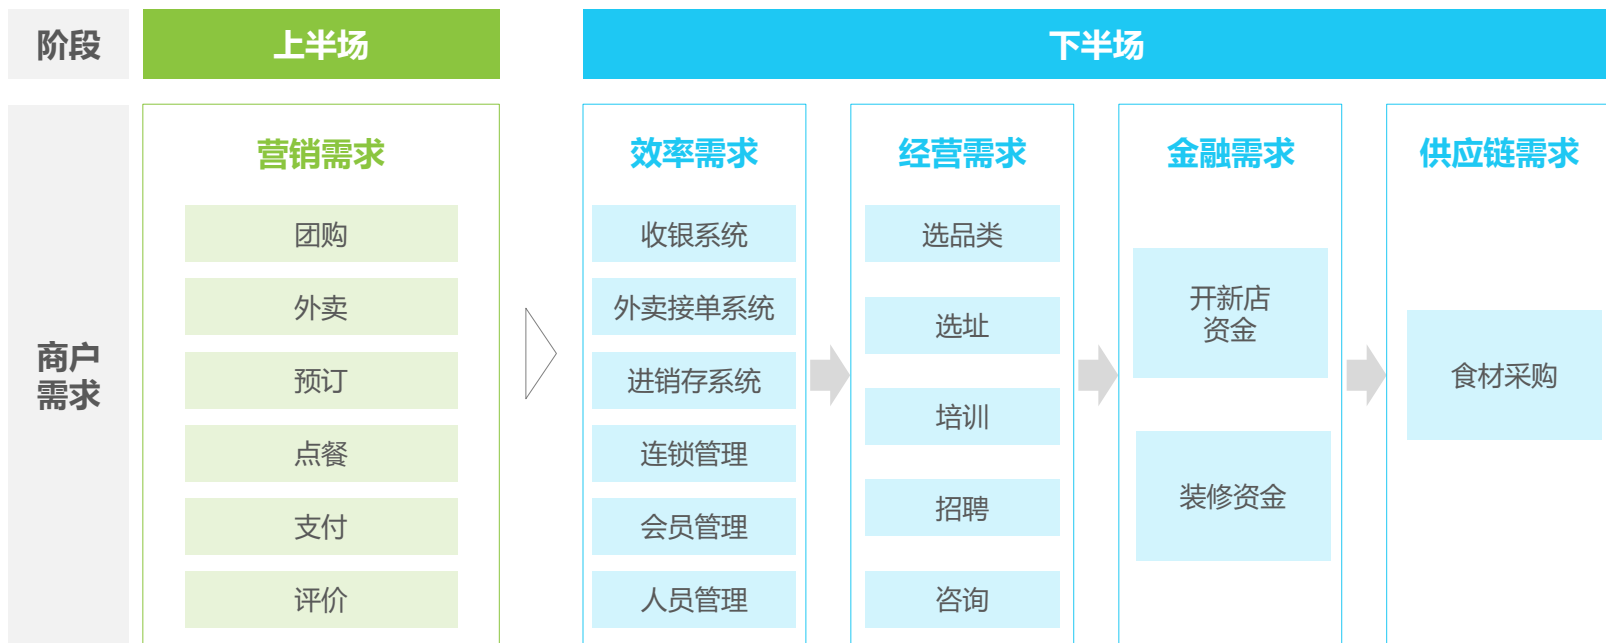 阶段
上半场
下半场
商户
需求
营销需求
团购
外卖
预订
点餐
支付
评价
效率需求
收银系统
外卖接单系统
进销存系统
连锁管理
会员管理
人员管理
经营需求
选品类
选址
培训
招聘
咨询
金融需求
开新店
资金
装修资金
供应链需求
食材采购